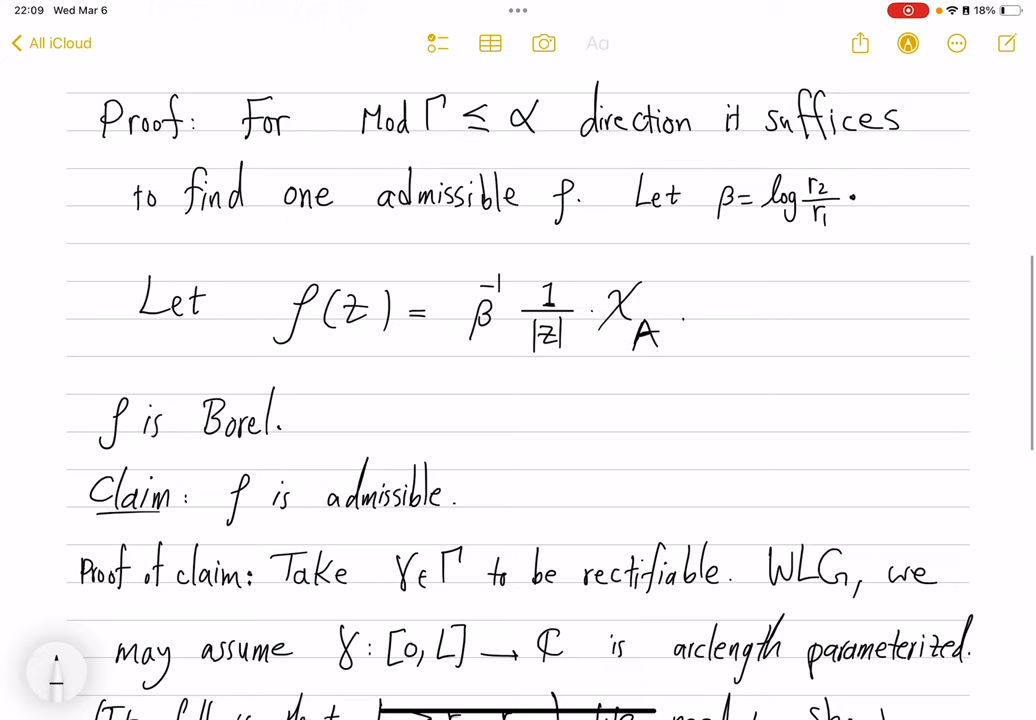 22:09 Wed Mar 6
18%
All iCloud
Aa
Proof: For Mod Γ ≤ α direction it suffices
to find one admissible ρ. Let β = log r₂/r₁.
Let ρ(z) = β⁻¹ 1/|z| · χ_A.
ρ is Borel.
Claim: ρ is admissible.
Proof of claim: Take γ ∈ Γ to be rectifiable. WLG, we
may assume γ: [0, L] → ℂ is arclength parameterized.